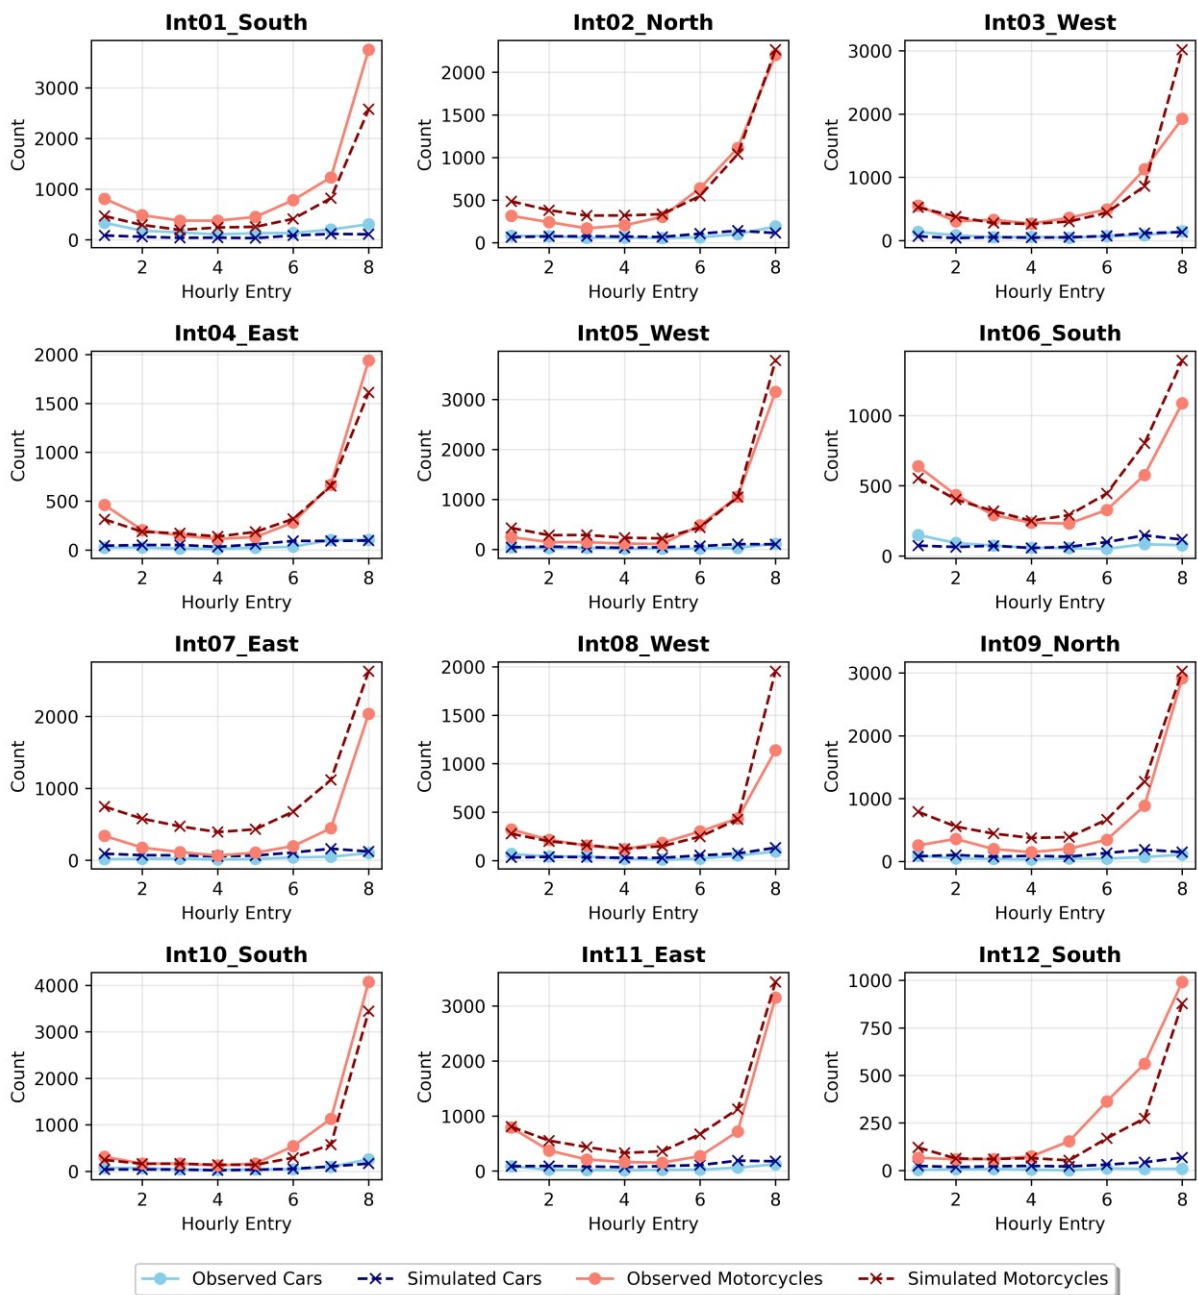 Int01_South
Int02_North
Int03_West
Count
3000
2000
1000
0
2
4
6
8
Hourly Entry
Count
2000
1500
1000
500
0
2
4
6
8
Hourly Entry
Count
3000
2000
1000
0
2
4
6
8
Hourly Entry
Int04_East
Int05_West
Int06_South
Count
2000
1500
1000
500
0
2
4
6
8
Hourly Entry
Count
3000
2000
1000
0
2
4
6
8
Hourly Entry
Count
1000
500
0
2
4
6
8
Hourly Entry
Int07_East
Int08_West
Int09_North
Count
2000
1000
0
2
4
6
8
Hourly Entry
Count
2000
1500
1000
500
0
2
4
6
8
Hourly Entry
Count
3000
2000
1000
0
2
4
6
8
Hourly Entry
Int10_South
Int11_East
Int12_South
Count
4000
3000
2000
1000
0
2
4
6
8
Hourly Entry
Count
3000
2000
1000
0
2
4
6
8
Hourly Entry
Count
1000
750
500
250
0
2
4
6
8
Hourly Entry
Observed Cars
Simulated Cars
Observed Motorcycles
Simulated Motorcycles